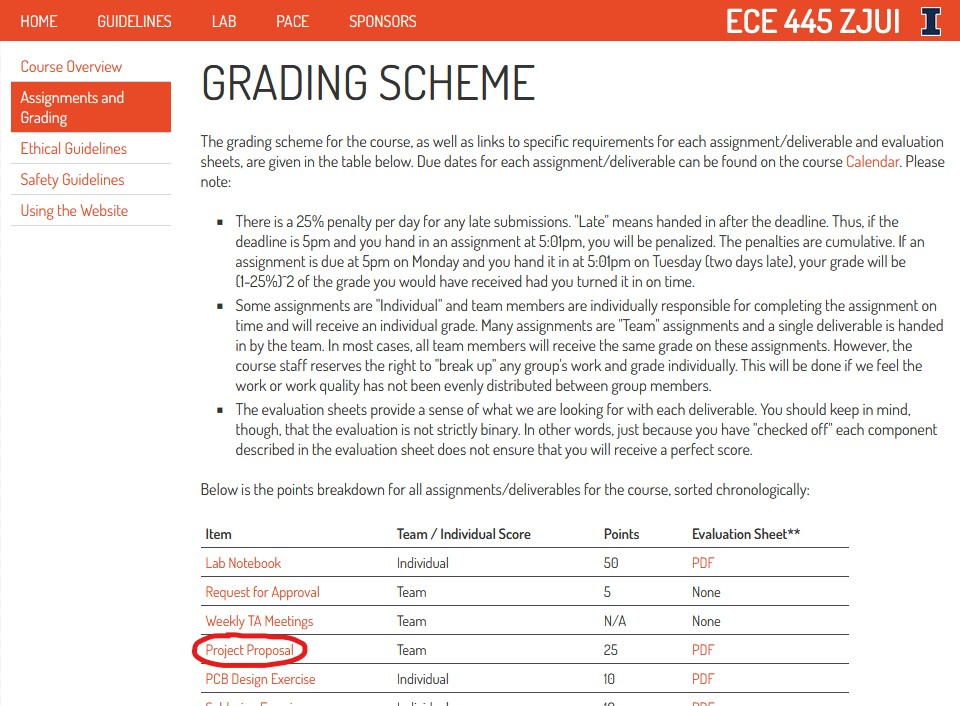 HOME GUIDELINES LAB PACE SPONSORS ECE 445 ZJUI
Course Overview
Assignments and
Grading
Ethical Guidelines
Safety Guidelines
Using the Website
GRADING SCHEME
The grading scheme for the course, as well as links to specific requirements for each assignment/deliverable and evaluation
sheets, are given in the table below. Due dates for each assignment/deliverable can be found on the course Calendar. Please
note:
There is a 25% penalty per day for any late submissions. "Late" means handed in after the deadline. Thus, if the
deadline is 5pm and you hand in an assignment at 5:01pm, you will be penalized. The penalties are cumulative. If an
assignment is due at 5pm on Monday and you hand it in at 5:01pm on Tuesday (two days late), your grade will be
(1-25%)^2 of the grade you would have received had you turned it in on time.
Some assignments are "Individual" and team members are individually responsible for completing the assignment on
time and will receive an individual grade. Many assignments are "Team" assignments and a single deliverable is handed
in by the team. In most cases, all team members will receive the same grade on these assignments. However, the
course staff reserves the right to "break up" any group's work and grade individually. This will be done if we feel the
work or work quality has not been evenly distributed between group members.
The evaluation sheets provide a sense of what we are looking for with each deliverable. You should keep in mind,
though, that the evaluation is not strictly binary. In other words, just because you have "checked off" each component
described in the evaluation sheet does not ensure that you will receive a perfect score.
Below is the points breakdown for all assignments/deliverables for the course, sorted chronologically:
Item Team / Individual Score Points Evaluation Sheet**
Lab Notebook Individual 50 PDF
Request for Approval Team 5 None
Weekly TA Meetings Team N/A None
Project Proposal Team 25 PDF
PCB Design Exercise Individual 10 PDF